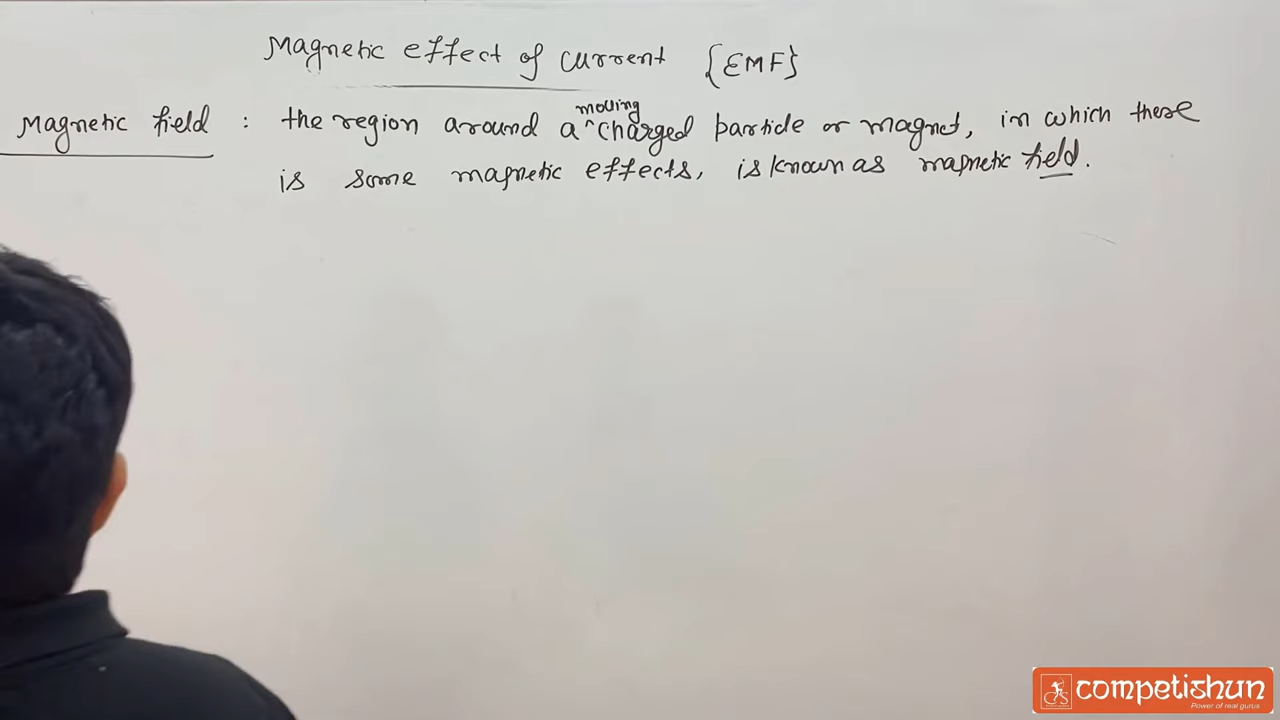 Magnetic effect of current {EMF}
Magnetic field : the region around a ^ moving charged particle or magnet, in which there
is some magnetic effects, is known as magnetic field.
competishun
Power of real gurus